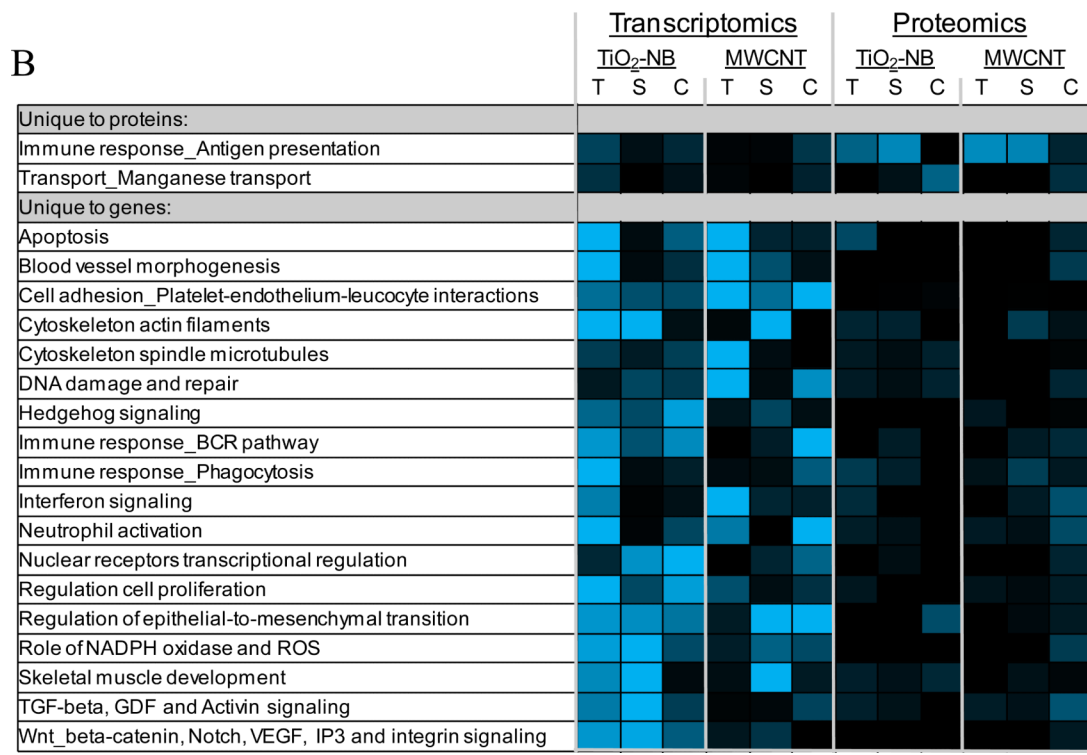 B
Transcriptomics Proteomics
TiO2-NB MWCNT TiO2-NB MWCNT
T S C T S C T S C T S C
Unique to proteins:
Immune response_Antigen presentation
Transport_Manganese transport
Unique to genes:
Apoptosis
Blood vessel morphogenesis
Cell adhesion_Platelet-endothelium-leucocyte interactions
Cytoskeleton actin filaments
Cytoskeleton spindle microtubules
DNA damage and repair
Hedgehog signaling
Immune response_BCR pathway
Immune response_Phagocytosis
Interferon signaling
Neutrophil activation
Nuclear receptors transcriptional regulation
Regulation cell proliferation
Regulation of epithelial-to-mesenchymal transition
Role of NADPH oxidase and ROS
Skeletal muscle development
TGF-beta, GDF and Activin signaling
Wnt_beta-catenin, Notch, VEGF, IP3 and integrin signaling